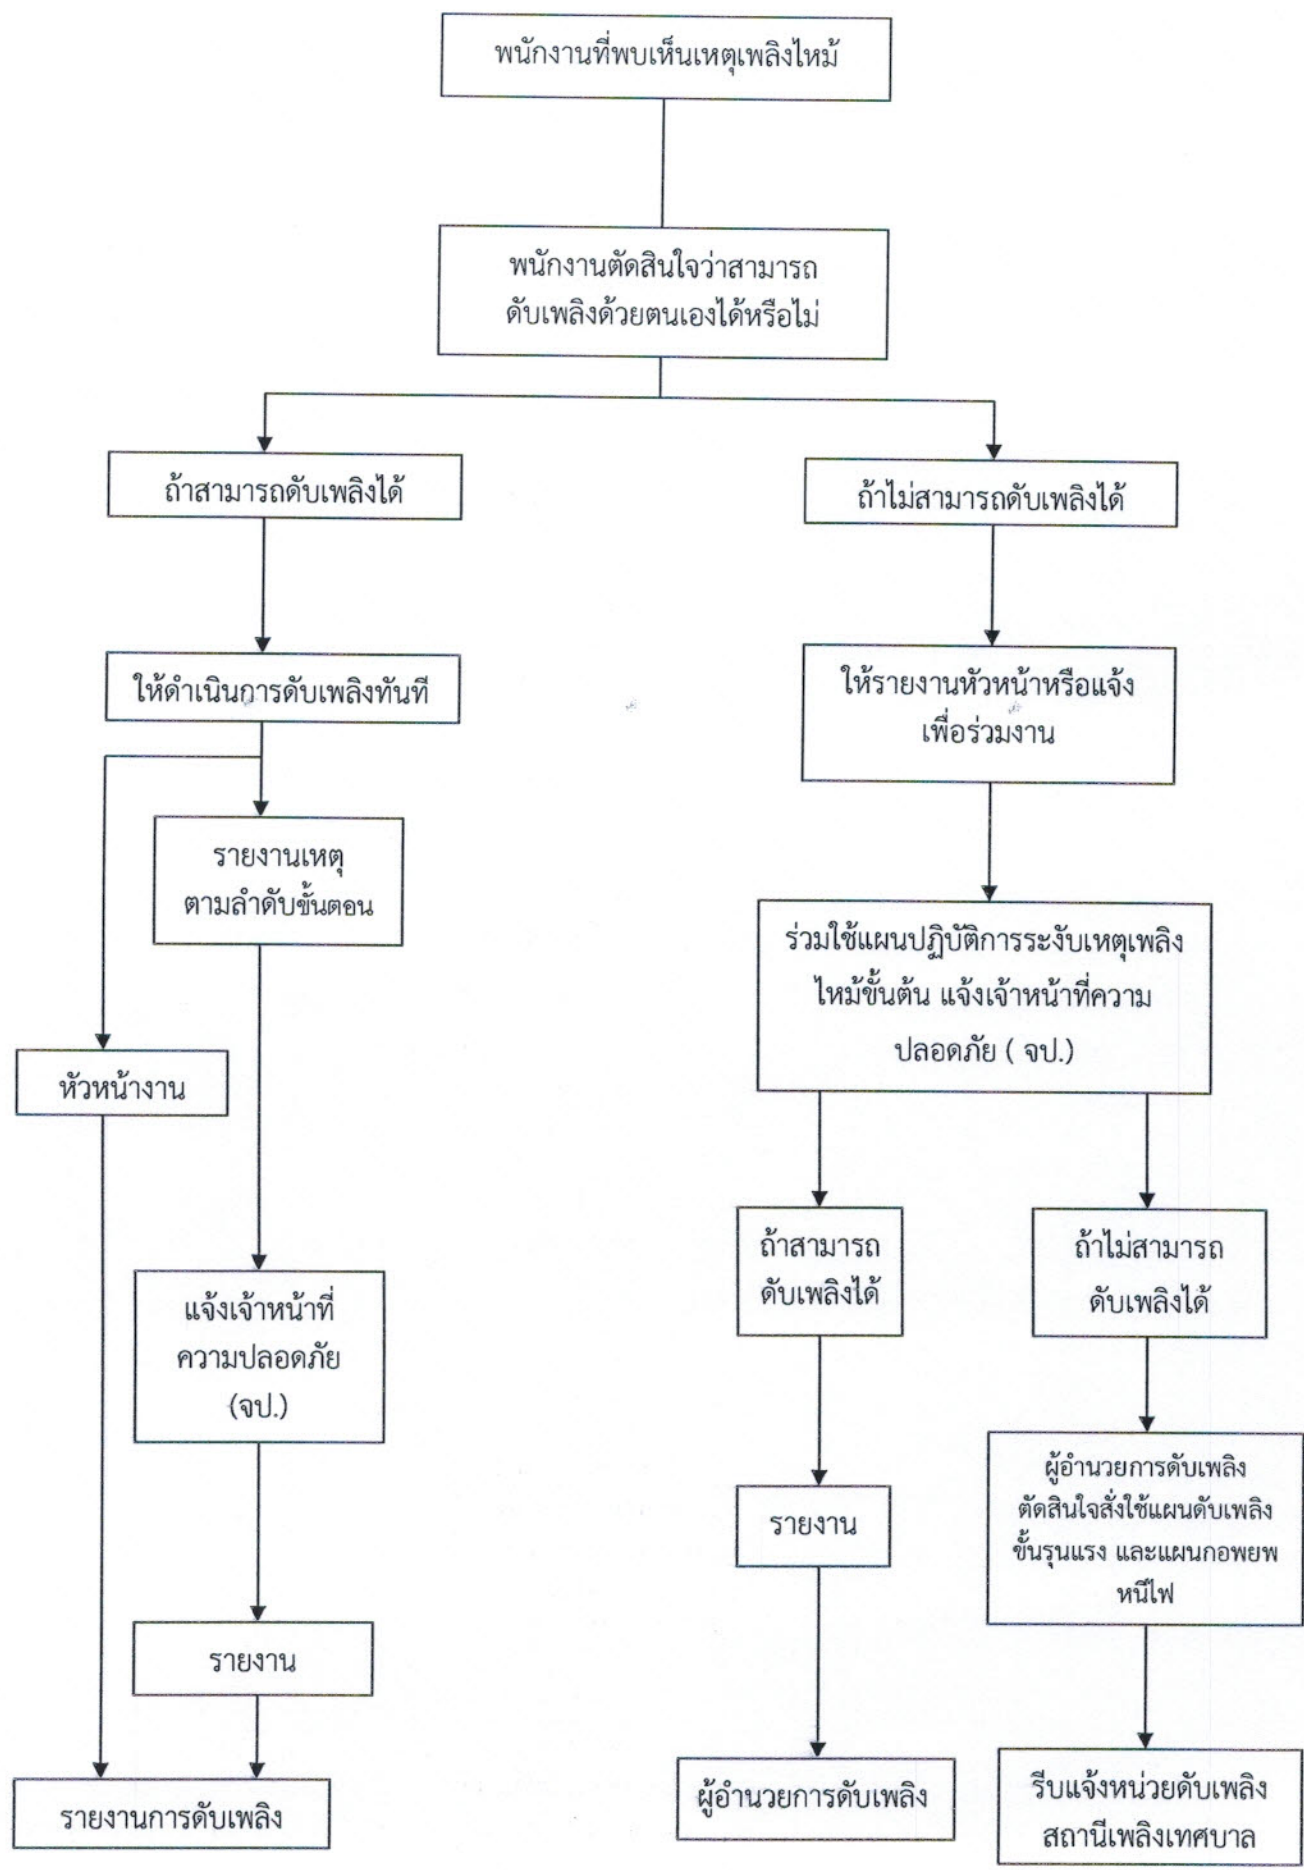 พนักงานที่พบเห็นเหตุเพลิงไหม้
พนักงานตัดสินใจว่าสามารถ
ดับเพลิงด้วยตนเองได้หรือไม่
ถ้าสามารถดับเพลิงได้
ถ้าไม่สามารถดับเพลิงได้
ให้ดำเนินการดับเพลิงทันที
ให้รายงานหัวหน้าหรือแจ้ง
เพื่อร่วมงาน
รายงานเหตุ
ตามลำดับขั้นตอน
ร่วมใช้แผนปฏิบัติการระงับเหตุเพลิง
ไหม้ขั้นต้น แจ้งเจ้าหน้าที่ความ
ปลอดภัย ( จป.)
หัวหน้างาน
ถ้าสามารถ
ดับเพลิงได้
ถ้าไม่สามารถ
ดับเพลิงได้
แจ้งเจ้าหน้าที่
ความปลอดภัย
(จป.)
ผู้อำนวยการดับเพลิง
ตัดสินใจสั่งใช้แผนดับเพลิง
ขั้นรุนแรง และแผนกอพยพ
หนีไฟ
รายงาน
รายงาน
รายงานการดับเพลิง
ผู้อำนวยการดับเพลิง
รีบแจ้งหน่วยดับเพลิง
สถานีเพลิงเทศบาล